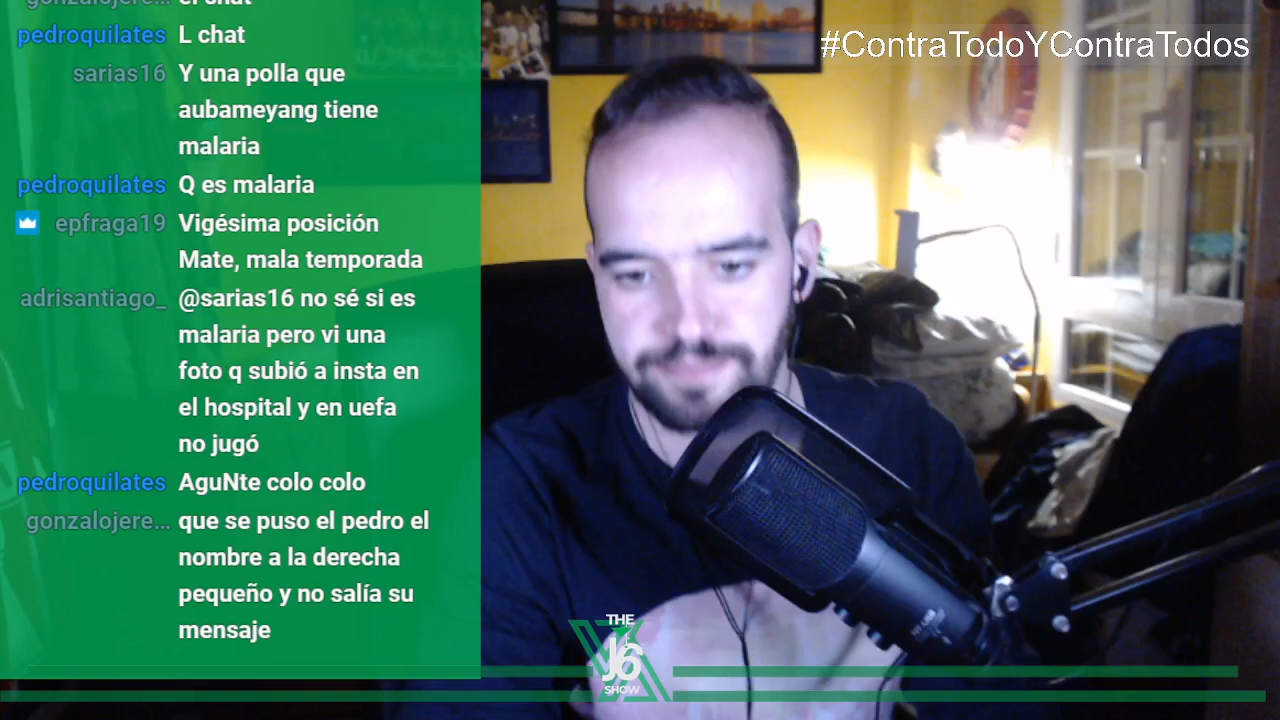 gonzalojere... el chat
pedroquilates L chat
sarias16 Y una polla que
aubameyang tiene
malaria
pedroquilates Q es malaria
epfraga19 Vigésima posición
Mate, mala temporada
adrisantiago_ @sarias16 no sé si es
malaria pero vi una
foto q subió a insta en
el hospital y en uefa
no jugó
pedroquilates AguNte colo colo
gonzalojere... que se puso el pedro el
nombre a la derecha
pequeño y no salía su
mensaje
#ContraTodoYContraTodos
THE
J6
SHOW